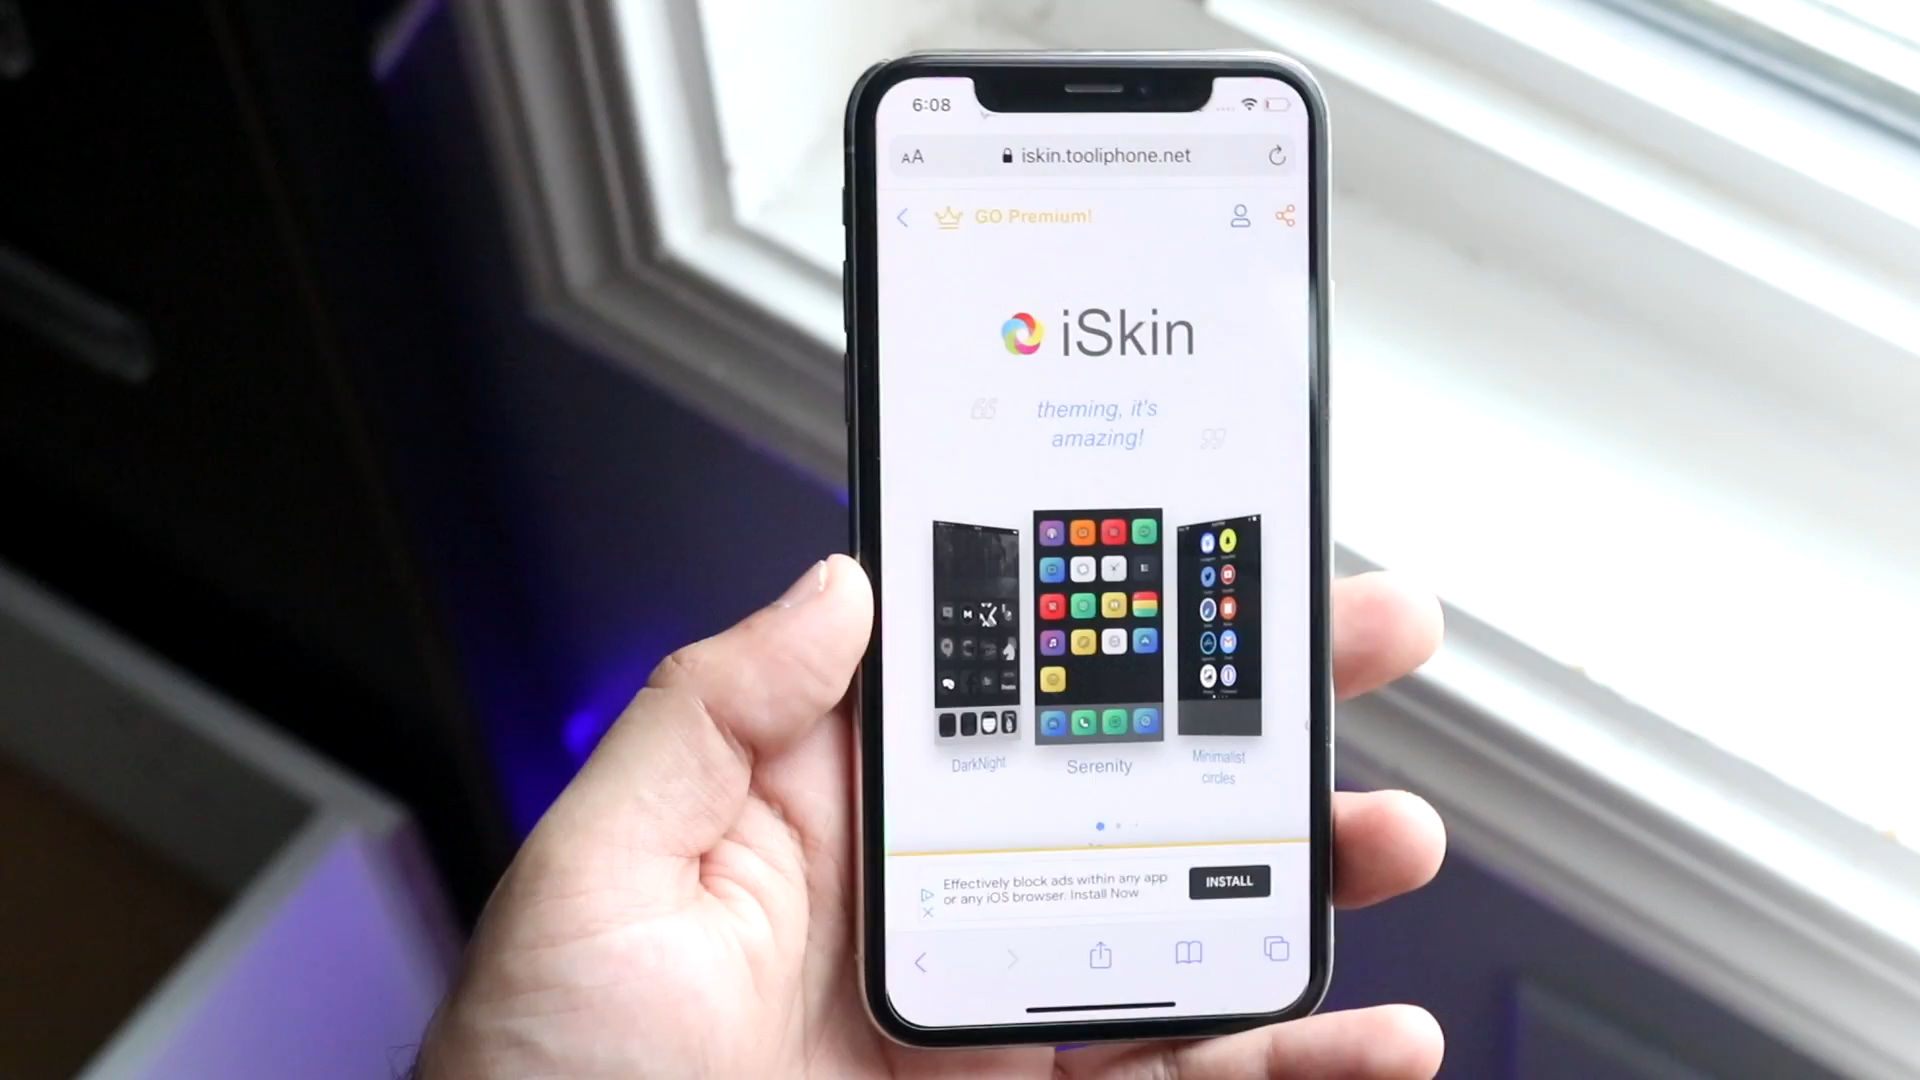 6:08
AA iskin.tooliphone.net
GO Premium!
iSkin
theming, it's
amazing!
DarkNight
Serenity
Minimalist
circles
Effectively block ads within any app
or any iOS browser. Install Now
INSTALL